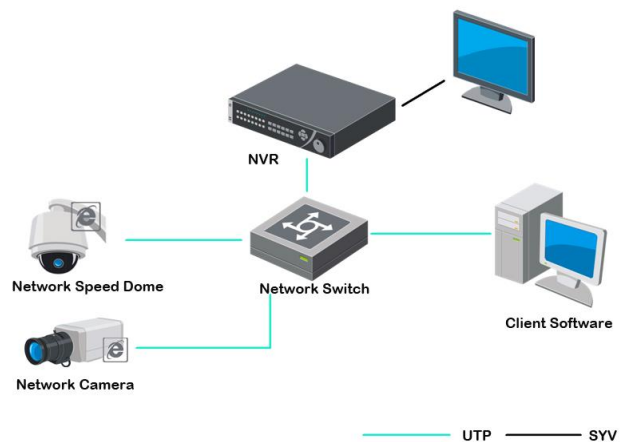 NVR
Network Speed Dome
Network Switch
Client Software
Network Camera
UTP
SYV